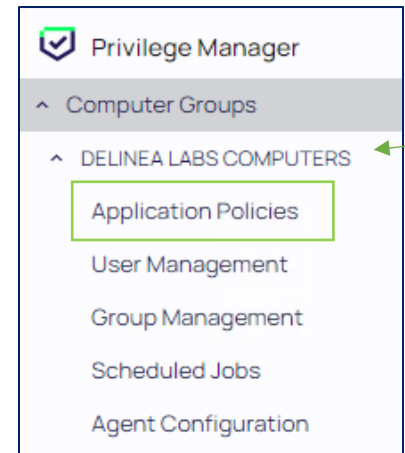 Privilege Manager
Computer Groups
DELINEA LABS COMPUTERS
Application Policies
User Management
Group Management
Scheduled Jobs
Agent Configuration